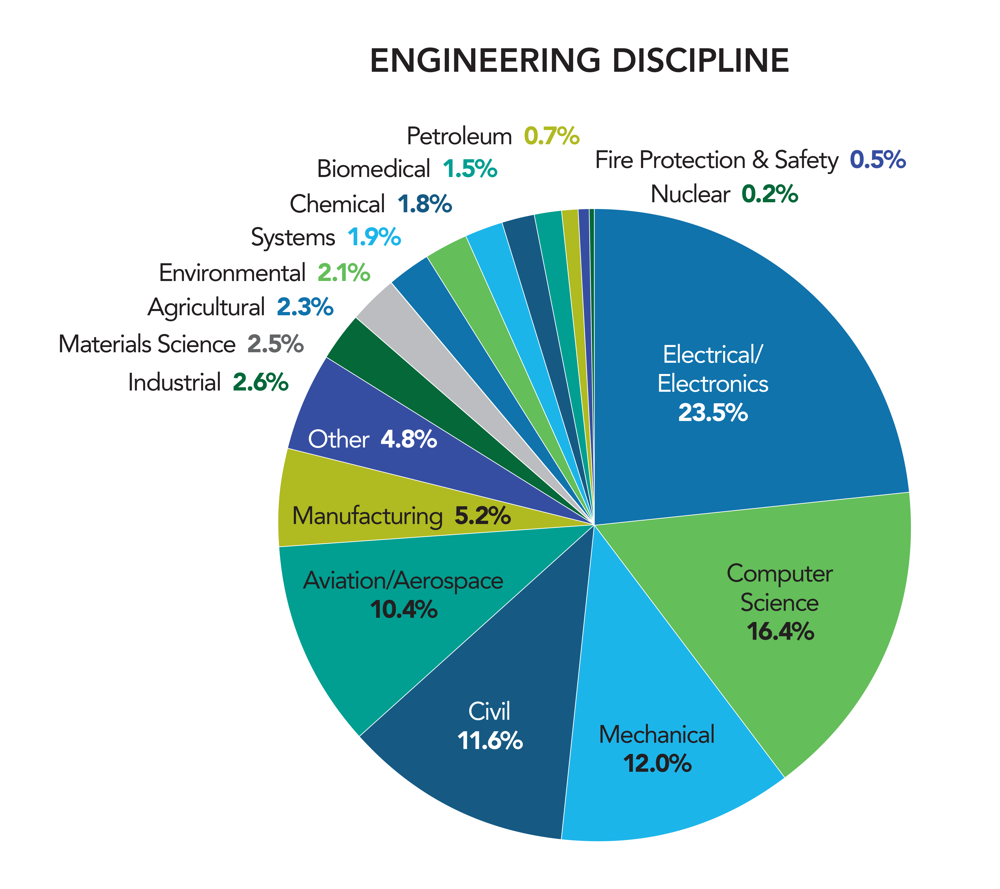 ENGINEERING DISCIPLINE
Petroleum 0.7%
Fire Protection & Safety 0.5%
Biomedical 1.5%
Nuclear 0.2%
Chemical 1.8%
Systems 1.9%
Environmental 2.1%
Agricultural 2.3%
Materials Science 2.5%
Industrial 2.6%
Electrical/
Electronics
23.5%
Other 4.8%
Manufacturing 5.2%
Aviation/Aerospace
10.4%
Computer
Science
16.4%
Civil
11.6%
Mechanical
12.0%